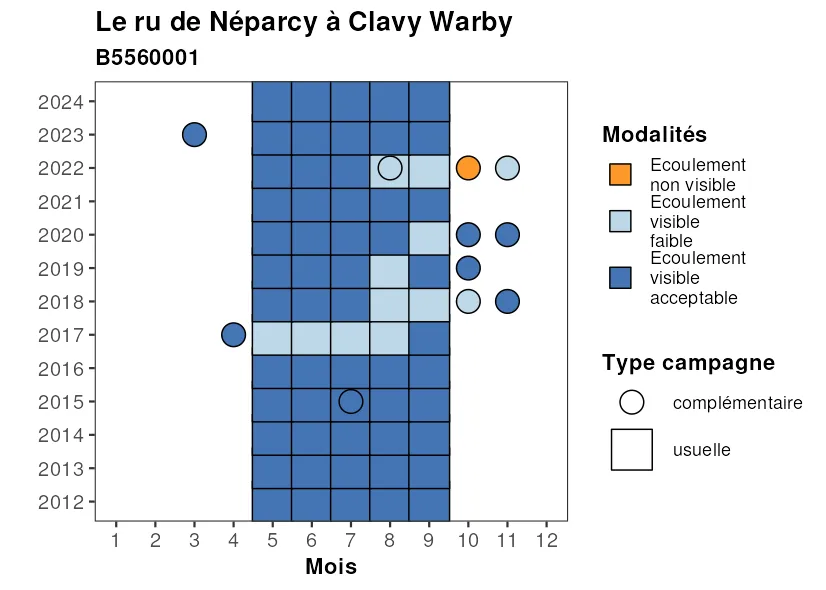 Le ru de Néparcy à Clavy Warby
B5560001
2024
2023
2022
2021
2020
2019
2018
2017
2016
2015
2014
2013
2012
1 2 3 4 5 6 7 8 9 10 11 12
Mois
Modalités
Ecoulement
non visible
Ecoulement
visible
faible
Ecoulement
visible
acceptable
Type campagne
complémentaire
usuelle